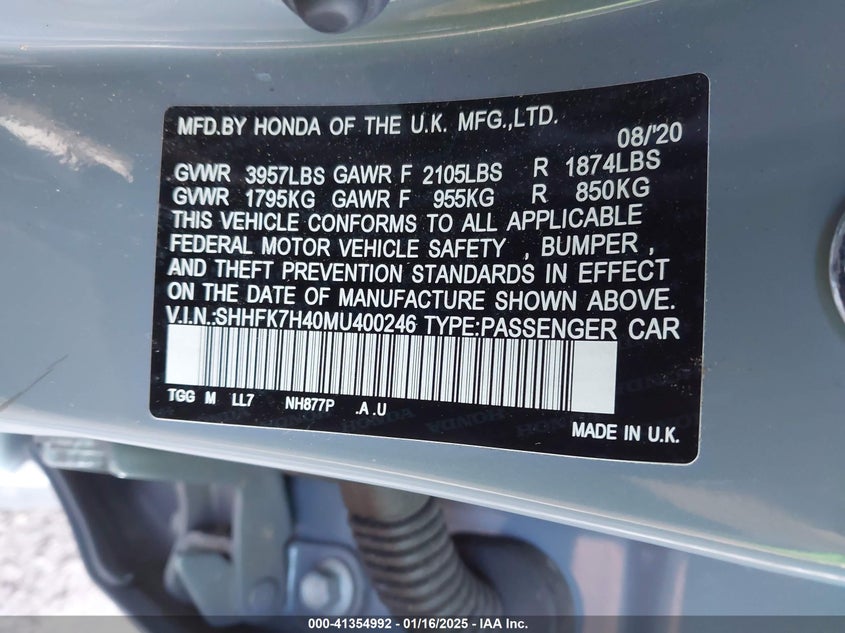 MFD.BY HONDA OF THE U.K. MFG.,LTD.
08/'20
GVWR 3957LBS GAWR F 2105LBS R 1874LBS
GVWR 1795KG GAWR F 955KG R 850KG
THIS VEHICLE CONFORMS TO ALL APPLICABLE
FEDERAL MOTOR VEHICLE SAFETY , BUMPER ,
AND THEFT PREVENTION STANDARDS IN EFFECT
ON THE DATE OF MANUFACTURE SHOWN ABOVE.
V.I.N.:SHHFK7H40MU400246 TYPE:PASSENGER CAR
TGG M LL7 NH877P .A .U
MADE IN U.K.
000-41354992 - 01/16/2025 - IAA Inc.